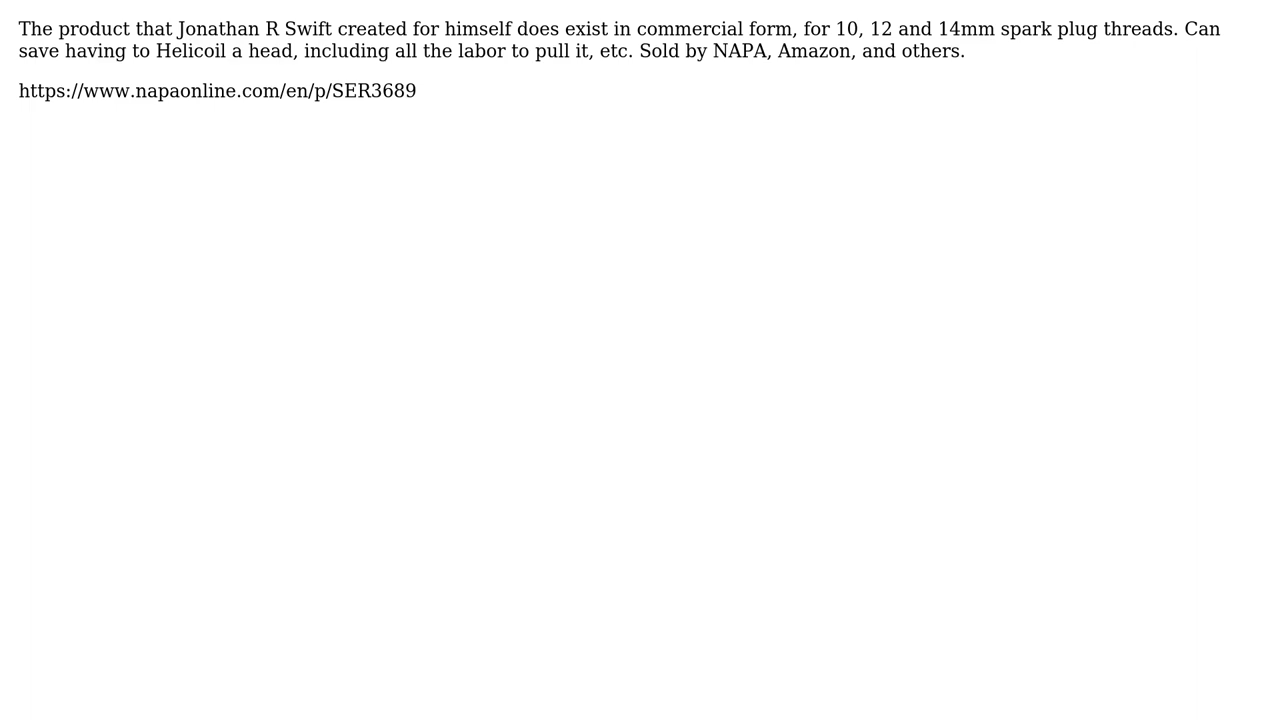 The product that Jonathan R Swift created for himself does exist in commercial form, for 10, 12 and 14mm spark plug threads. Can
save having to Helicoil a head, including all the labor to pull it, etc. Sold by NAPA, Amazon, and others.
https://www.napaonline.com/en/p/SER3689